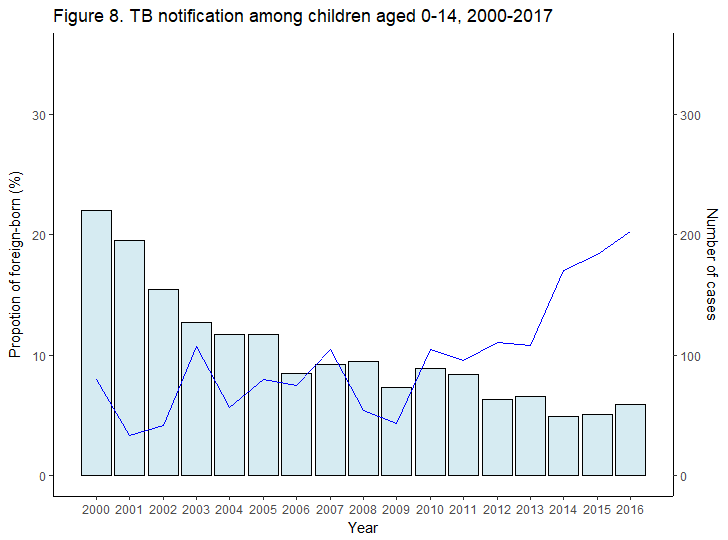 Figure 8. TB notification among children aged 0-14, 2000-2017
Propotion of foreign-born (%)
30
20
10
0
300
200
100
0
Number of cases
2000 2001 2002 2003 2004 2005 2006 2007 2008 2009 2010 2011 2012 2013 2014 2015 2016
Year